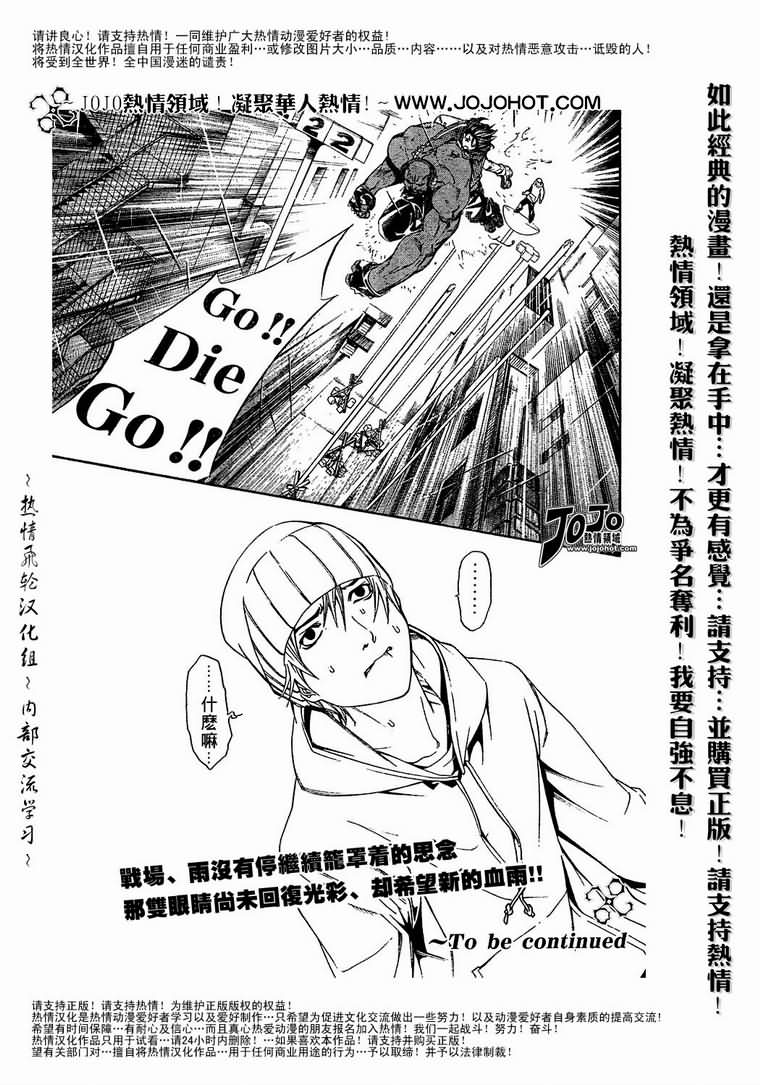 请讲良心！请支持热情！一同维护广大热情动漫爱好者的权益！
将热情汉化作品擅自用于任何商业盈利…或修改图片大小…品质…内容……以及对热情恶意攻击…诋毁的人！
将受到全世界！全中国漫迷的谴责！
~JOJO熱情領域！凝聚華人熱情！~WWW.JOJOHOT.COM
如此經典的漫畫！還是拿在手中…才更有感覺…請支持…並購買正版！請支持熱情！
熱情領域！凝聚熱情！不為爭名奪利！我要自強不息！
22
Go!!
Die
Go!!
JOJO
熱情領域
www.jojohot.com
~热情飞轮汉化组~内部交流学习~
………
……什麽嘛…
戰場、雨沒有停繼續籠罩着的思念
那雙眼睛尚未回復光彩、却希望新的血雨!!
~To be continued
请支持正版！请支持热情！为维护正版版权的权益！
热情汉化是热情动漫爱好者学习以及爱好制作…只希望为促进文化交流做出一些努力！以及动漫爱好者自身素质的提高交流！
希望有时间保障…有耐心及信心…而且真心热爱动漫的朋友报名加入热情！我们一起战斗！努力！奋斗！
热情汉化作品只用于试看…请24小时内删除！…如果喜欢本作品！请支持并购买正版！
望有关部门对…擅自将热情汉化作品…用于任何商业用途的行为…予以取缔！并予以法律制裁！